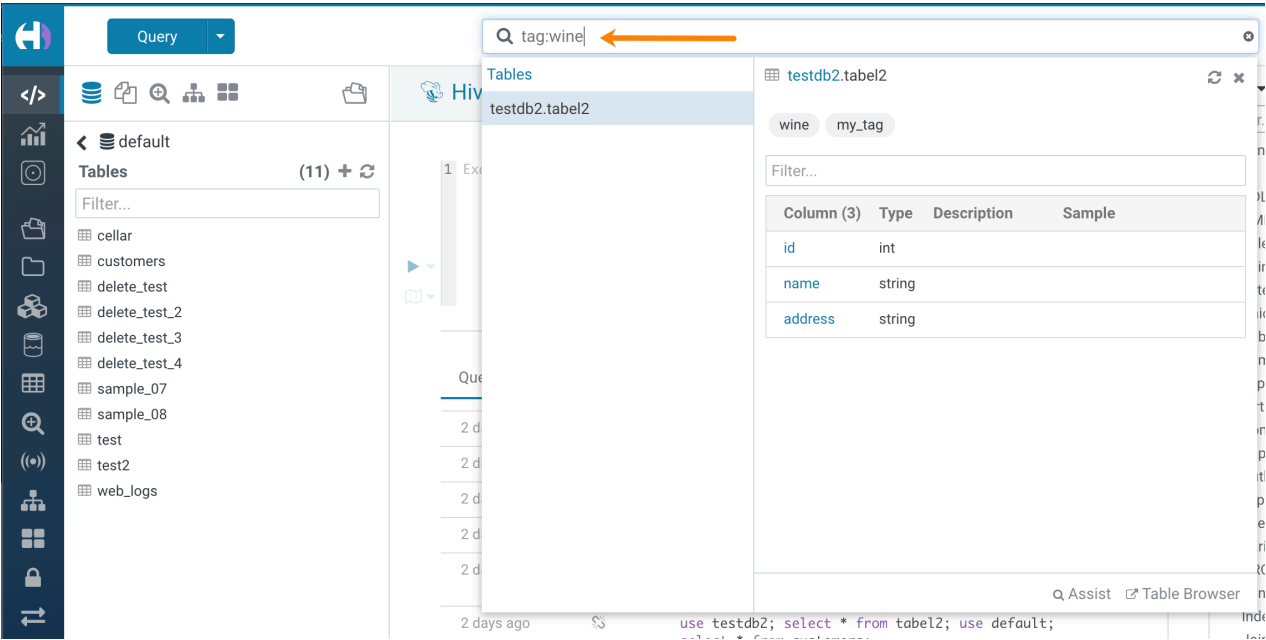 Query
tag:wine
Tables
testdb2.tabel2
testdb2.tabel2
wine my_tag
Filter...
Column (3) Type Description Sample
id int
name string
address string
Assist Table Browser
default
Tables (11)
Filter...
cellar
customers
delete_test
delete_test_2
delete_test_3
delete_test_4
sample_07
sample_08
test
test2
web_logs
1
2 days ago use testdb2; select * from tabel2; use default;